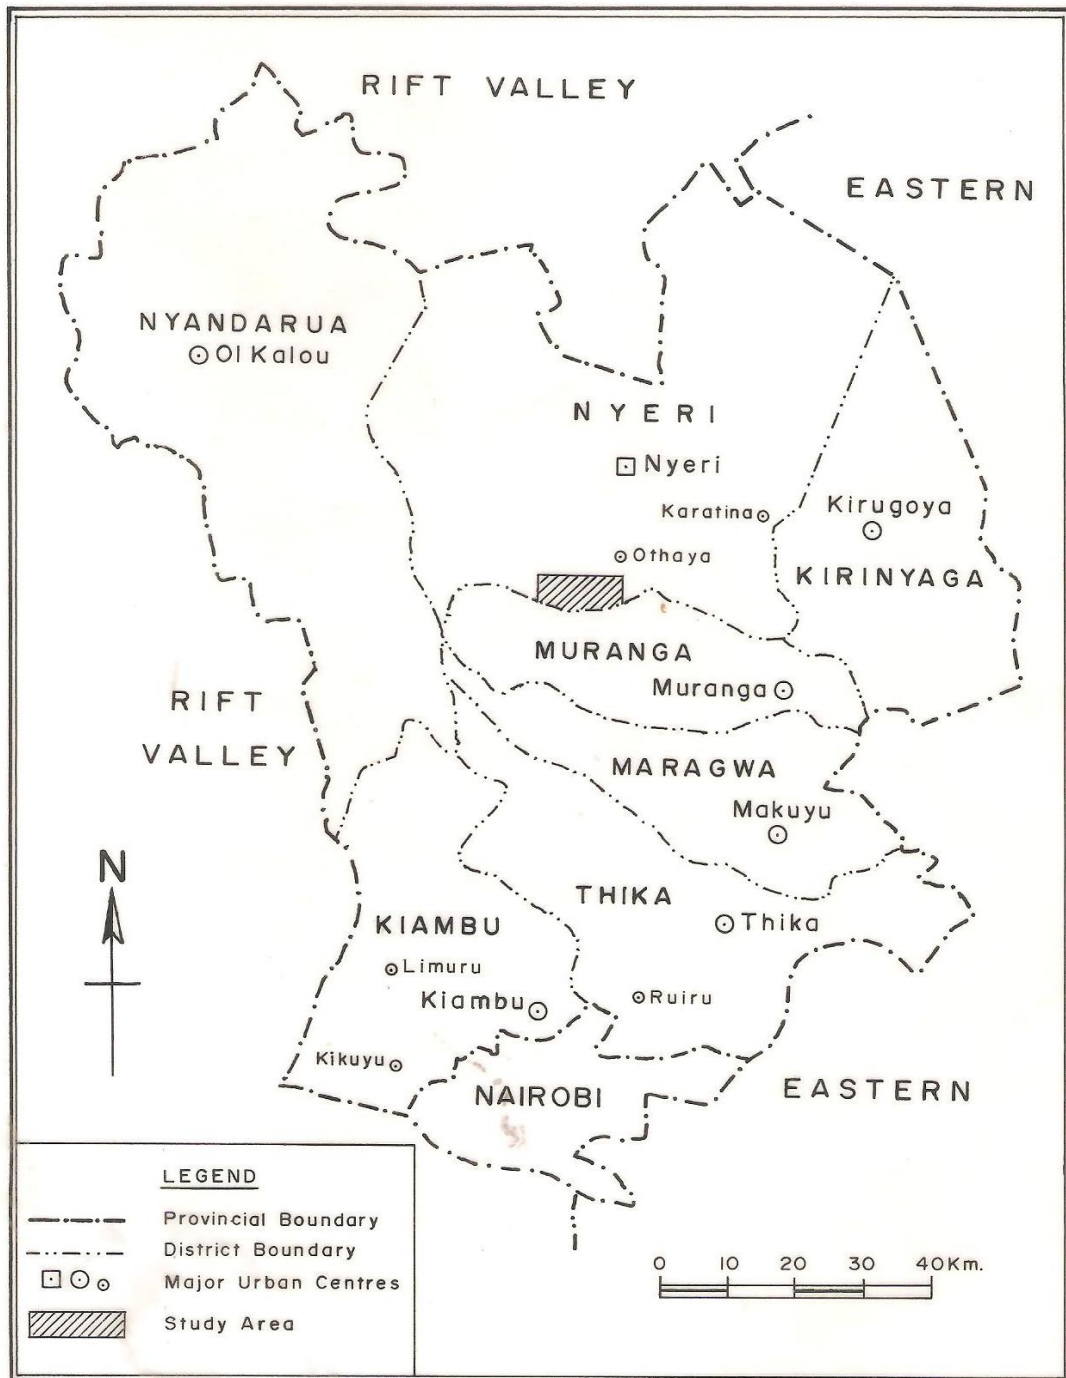 RIFT VALLEY
EASTERN
NYANDARUA
Ol Kalou
NYERI
Nyeri
Karatina
Kirugoya
Othaya
KIRINYAGA
MURANGA
Muranga
RIFT
VALLEY
MARAGWA
Makuyu
N
THIKA
Thika
KIAMBU
Limuru
Kiambu
Ruiru
Kikuyu
NAIROBI
EASTERN
LEGEND
Provincial Boundary
District Boundary
Major Urban Centres
Study Area
0 10 20 30 40 Km.